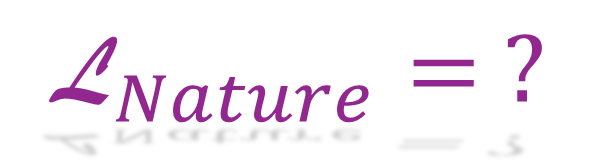 ℒNature = ?